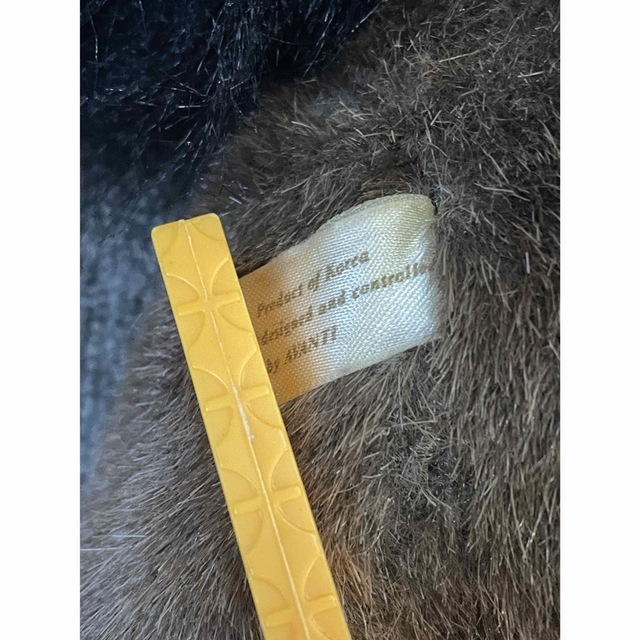 Product of Korea
designed and controlled
by AVANTI